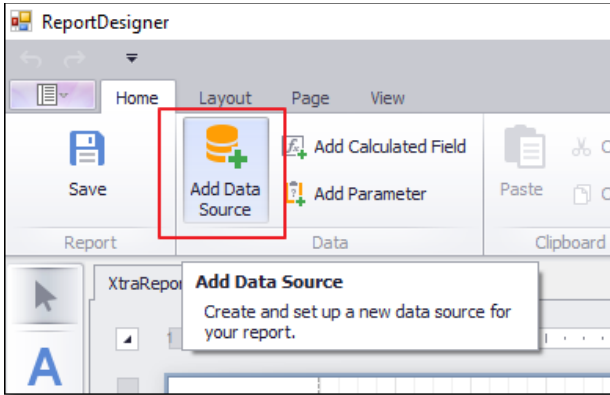 ReportDesigner
Home Layout Page View
Save
Add Data
Source
Add Calculated Field
Add Parameter
Paste
Report
Data
Clipboard
XtraRepo
Add Data Source
Create and set up a new data source for
your report.
A